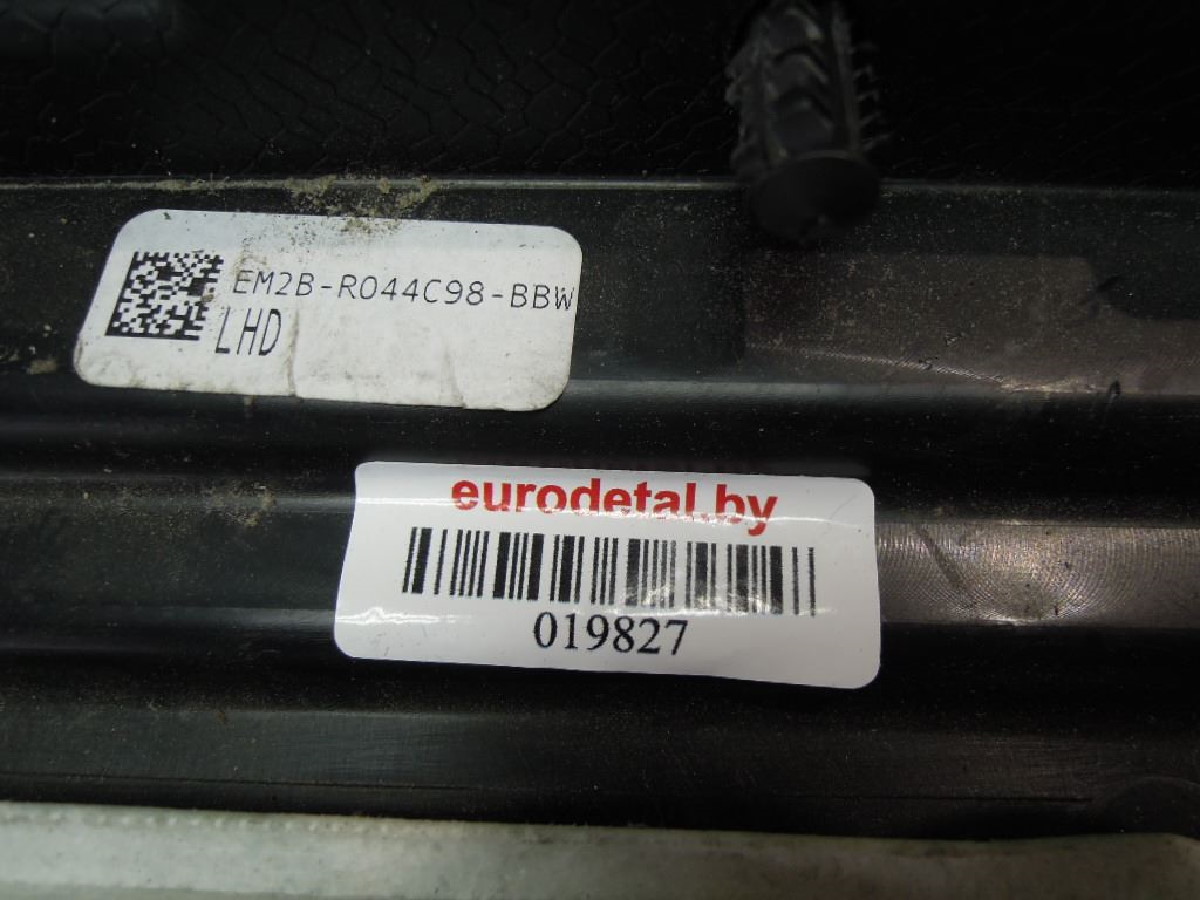 EM2B-R044C98-BBW
LHD
eurodetal.by
019827